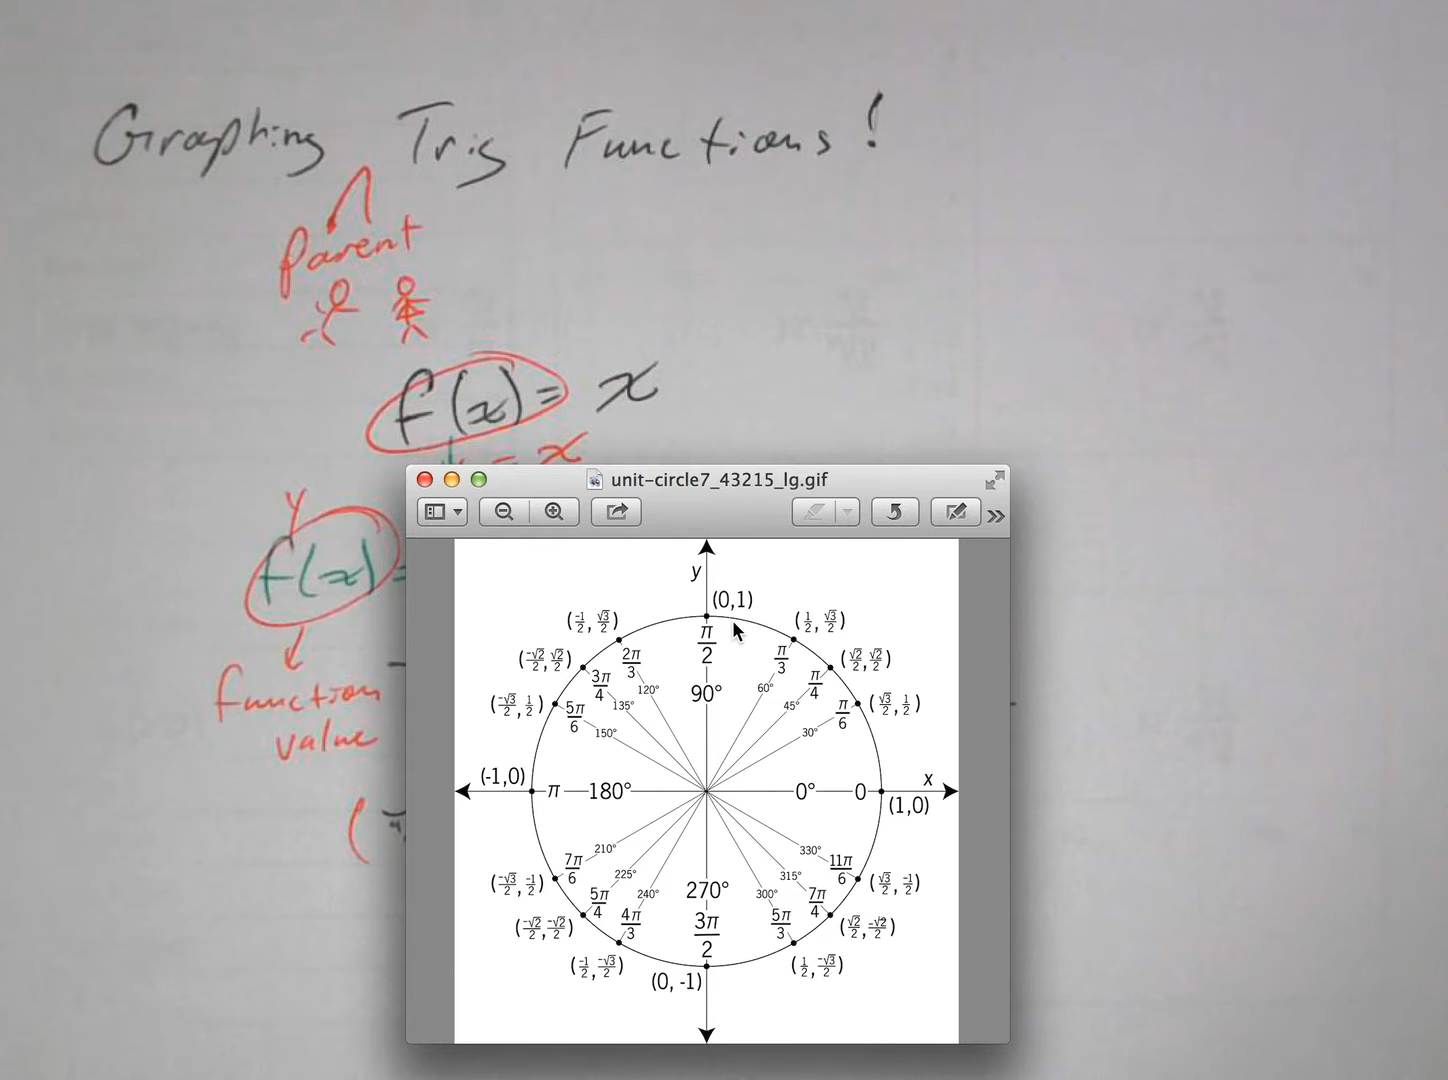 Graphing Trig Functions!
Parent
f(x) = x
= x
y
f(x) =
function
value
(
unit-circle7_43215_lg.gif
y
(0,1)
(-1/2, √3/2)
(1/2, √3/2)
π/2
2π/3
π/3
(-√2/2, √2/2)
(√2/2, √2/2)
3π/4
120°
90°
60°
π/4
(-√3/2, 1/2)
135°
45°
(√3/2, 1/2)
5π/6
150°
30°
π/6
(-1,0)
x
π 180° 0° 0
(1,0)
210°
330°
7π/6
11π/6
(-√3/2, -1/2)
225°
315°
(√3/2, -1/2)
5π/4
240°
270°
300°
7π/4
(-√2/2, -√2/2)
(√2/2, -√2/2)
4π/3
3π/2
5π/3
(-1/2, -√3/2)
(1/2, -√3/2)
(0, -1)